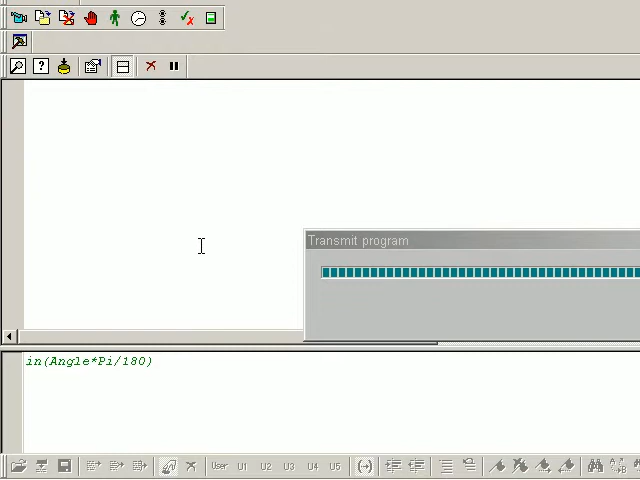 Transmit program
in(Angle*Pi/180)
User U1 U2 U3 U4 U5